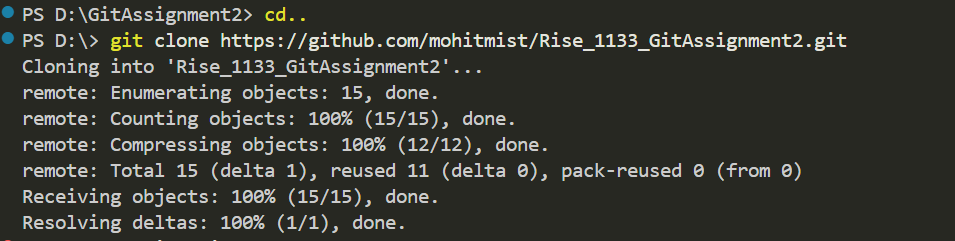 PS D:\GitAssignment2> cd..
PS D:\> git clone https://github.com/mohitmist/Rise_1133_GitAssignment2.git
Cloning into 'Rise_1133_GitAssignment2'...
remote: Enumerating objects: 15, done.
remote: Counting objects: 100% (15/15), done.
remote: Compressing objects: 100% (12/12), done.
remote: Total 15 (delta 1), reused 11 (delta 0), pack-reused 0 (from 0)
Receiving objects: 100% (15/15), done.
Resolving deltas: 100% (1/1), done.